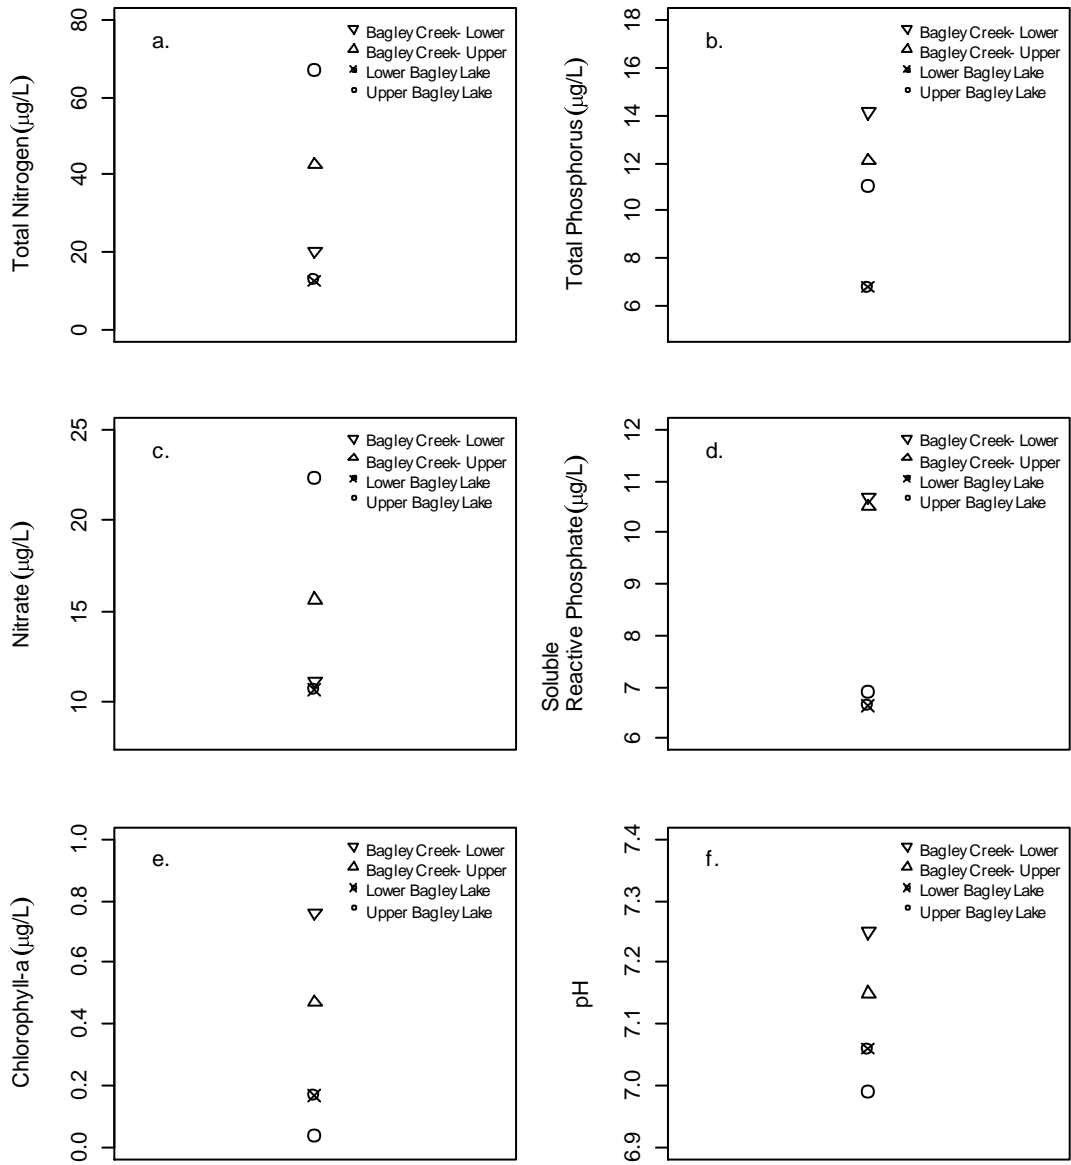 a.
Bagley Creek- Lower
Bagley Creek- Upper
Lower Bagley Lake
Upper Bagley Lake
80
60
40
20
0
Total Nitrogen (µg/L)
b.
Bagley Creek- Lower
Bagley Creek- Upper
Lower Bagley Lake
Upper Bagley Lake
18
16
14
12
10
8
6
Total Phosphorus (µg/L)
c.
Bagley Creek- Lower
Bagley Creek- Upper
Lower Bagley Lake
Upper Bagley Lake
25
20
15
10
Nitrate (µg/L)
d.
Bagley Creek- Lower
Bagley Creek- Upper
Lower Bagley Lake
Upper Bagley Lake
12
11
10
9
8
7
6
Soluble
Reactive Phosphate (µg/L)
e.
Bagley Creek- Lower
Bagley Creek- Upper
Lower Bagley Lake
Upper Bagley Lake
1.0
0.8
0.6
0.4
0.2
0.0
Chlorophyll-a (µg/L)
f.
Bagley Creek- Lower
Bagley Creek- Upper
Lower Bagley Lake
Upper Bagley Lake
7.4
7.3
7.2
7.1
7.0
6.9
pH